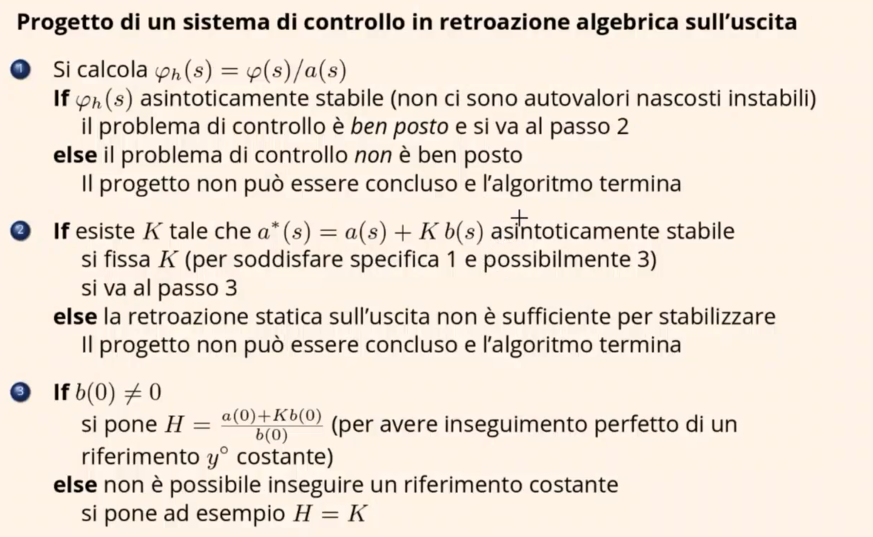 Progetto di un sistema di controllo in retroazione algebrica sull'uscita
1 Si calcola φₕ(s) = φ(s)/a(s)
If φₕ(s) asintoticamente stabile (non ci sono autovalori nascosti instabili)
il problema di controllo è ben posto e si va al passo 2
else il problema di controllo non è ben posto
Il progetto non può essere concluso e l'algoritmo termina
2 If esiste K tale che a*(s) = a(s) + K b(s) asintoticamente stabile
si fissa K (per soddisfare specifica 1 e possibilmente 3)
si va al passo 3
else la retroazione statica sull'uscita non è sufficiente per stabilizzare
Il progetto non può essere concluso e l'algoritmo termina
3 If b(0) ≠ 0
si pone H = a(0)+Kb(0) / b(0) (per avere inseguimento perfetto di un
riferimento y° costante)
else non è possibile inseguire un riferimento costante
si pone ad esempio H = K